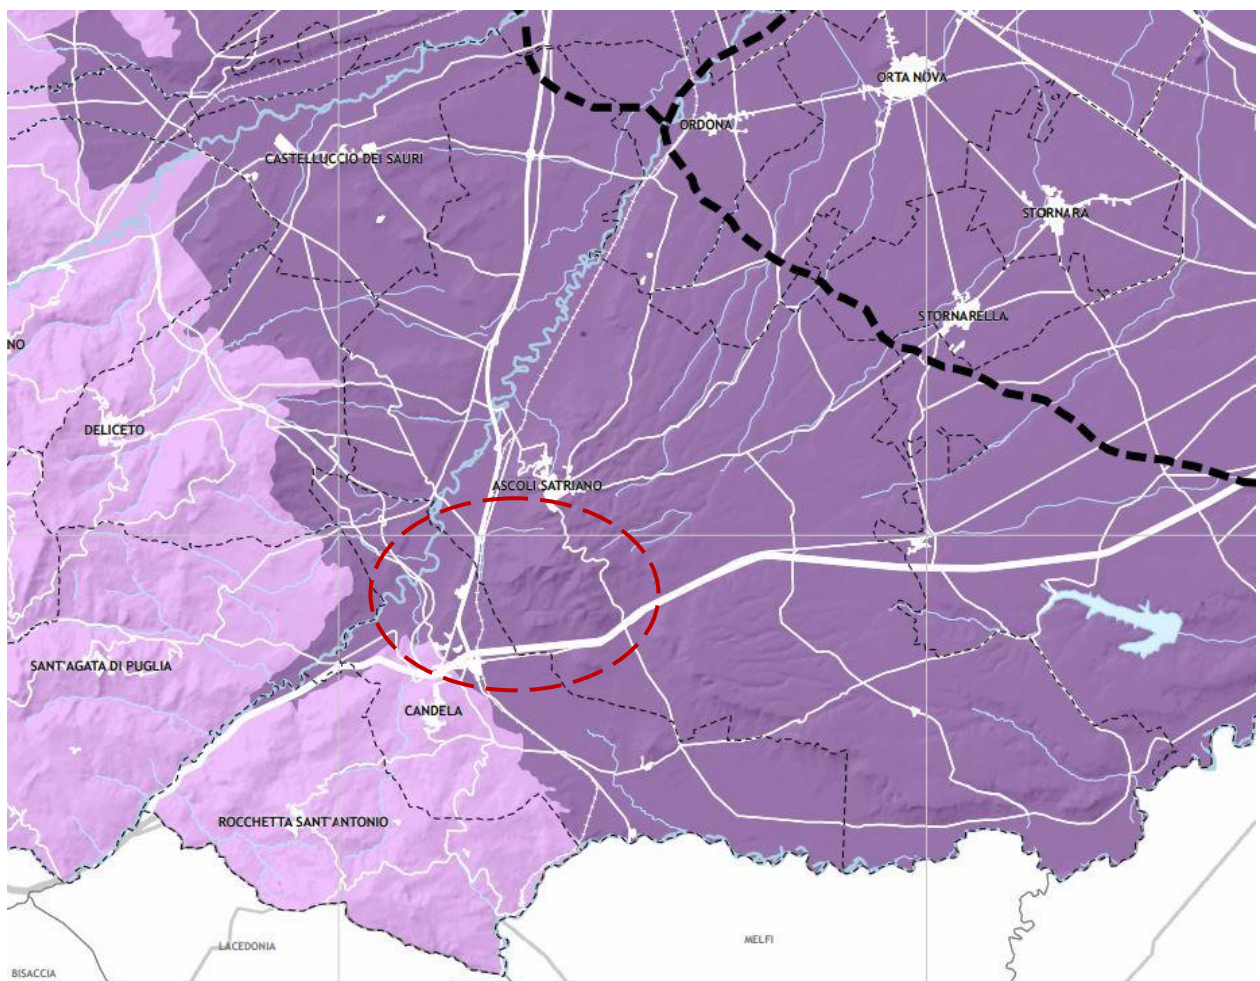 ORTA NOVA
ORDONA
CASTELLUCCIO DEI SAURI
STORNARA
STORNARELLA
NO
DELICETO
ASCOLI SATRIANO
SANT'AGATA DI PUGLIA
CANDELA
ROCCHETTA SANT'ANTONIO
LACEDONIA
MELFI
BISACCIA